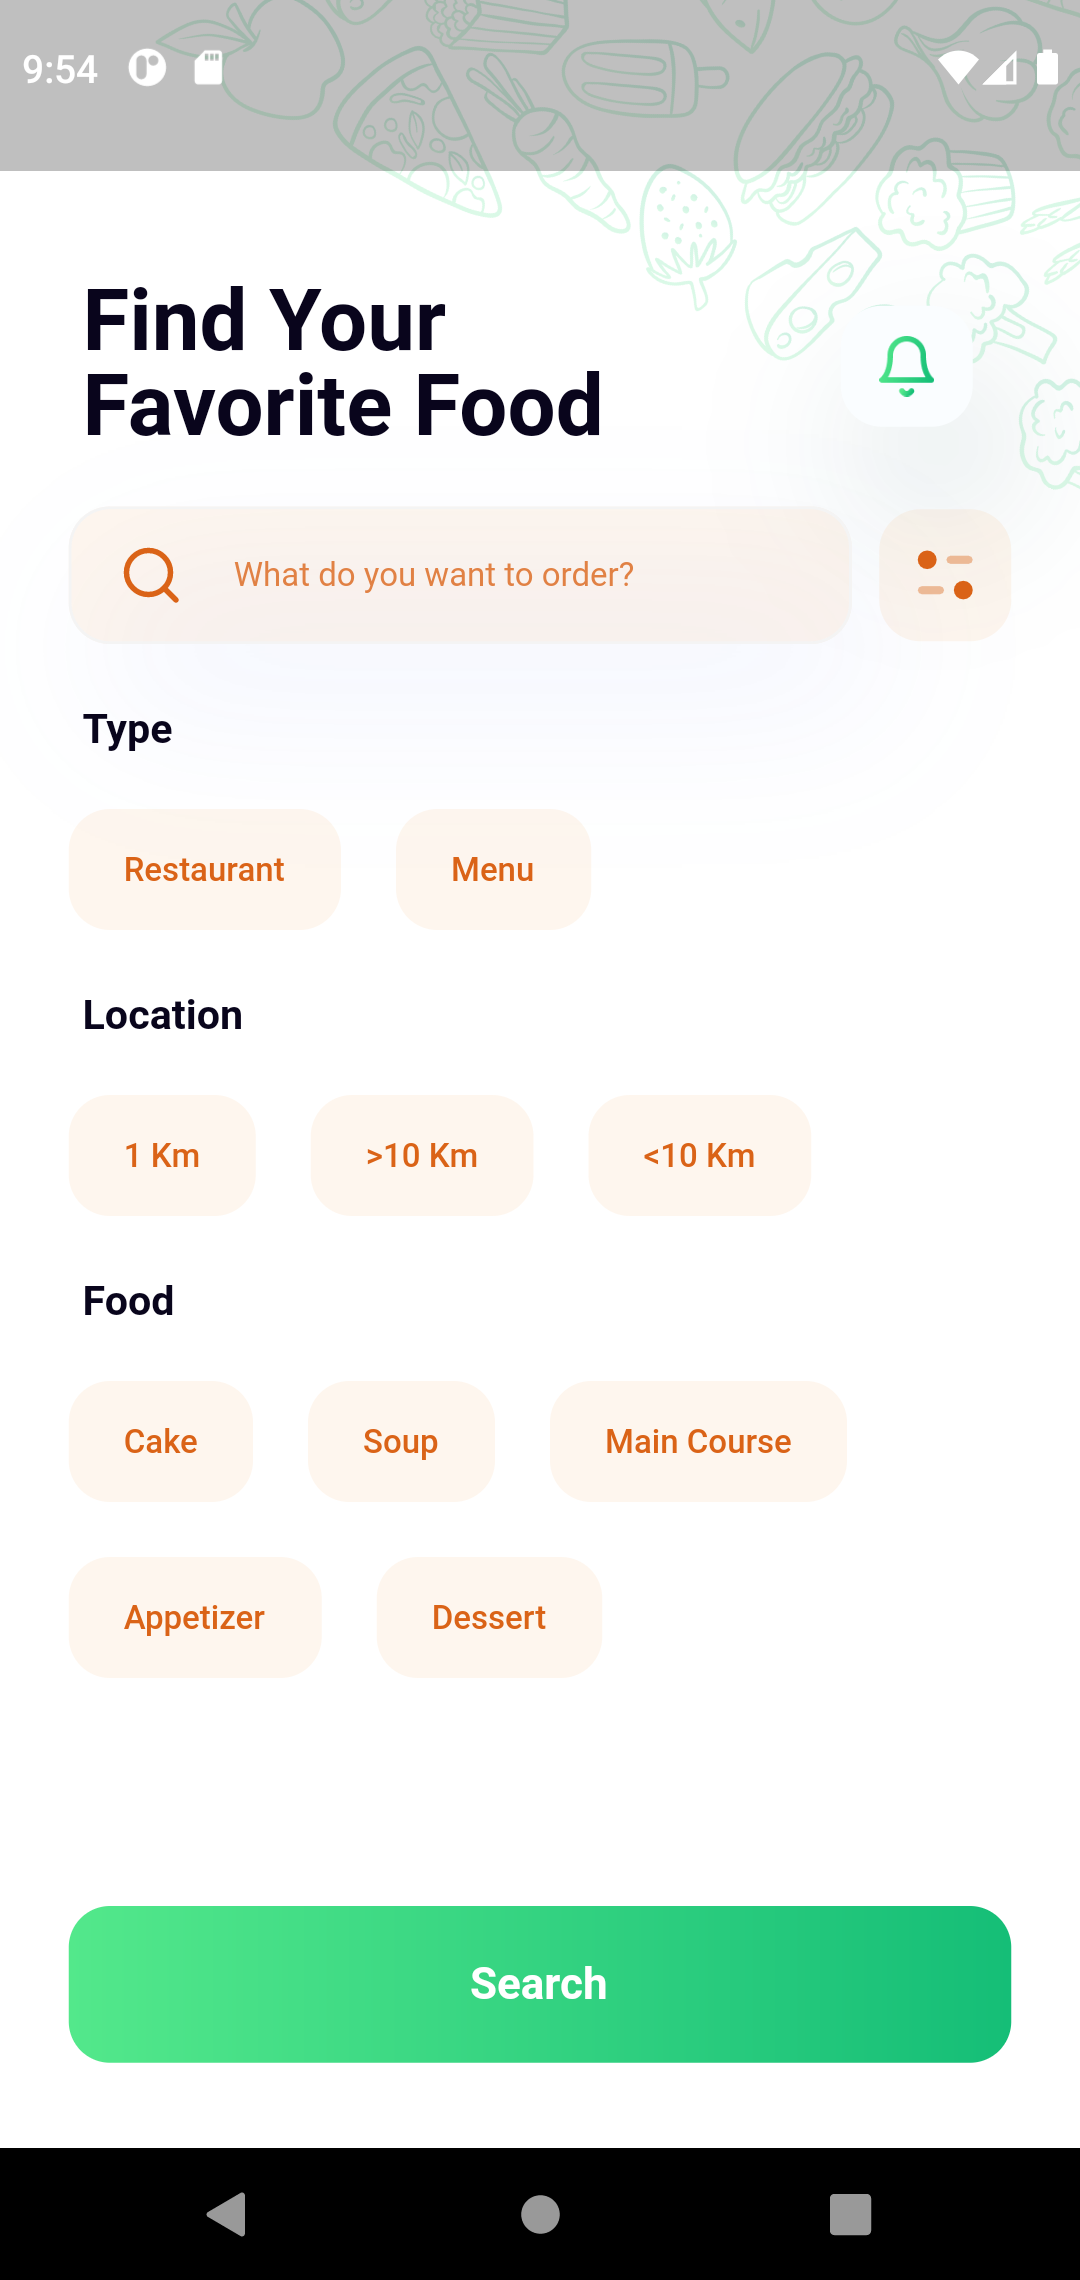 9:54
Find Your
Favorite Food
What do you want to order?
Type
Restaurant Menu
Location
1 Km >10 Km <10 Km
Food
Cake Soup Main Course
Appetizer Dessert
Search